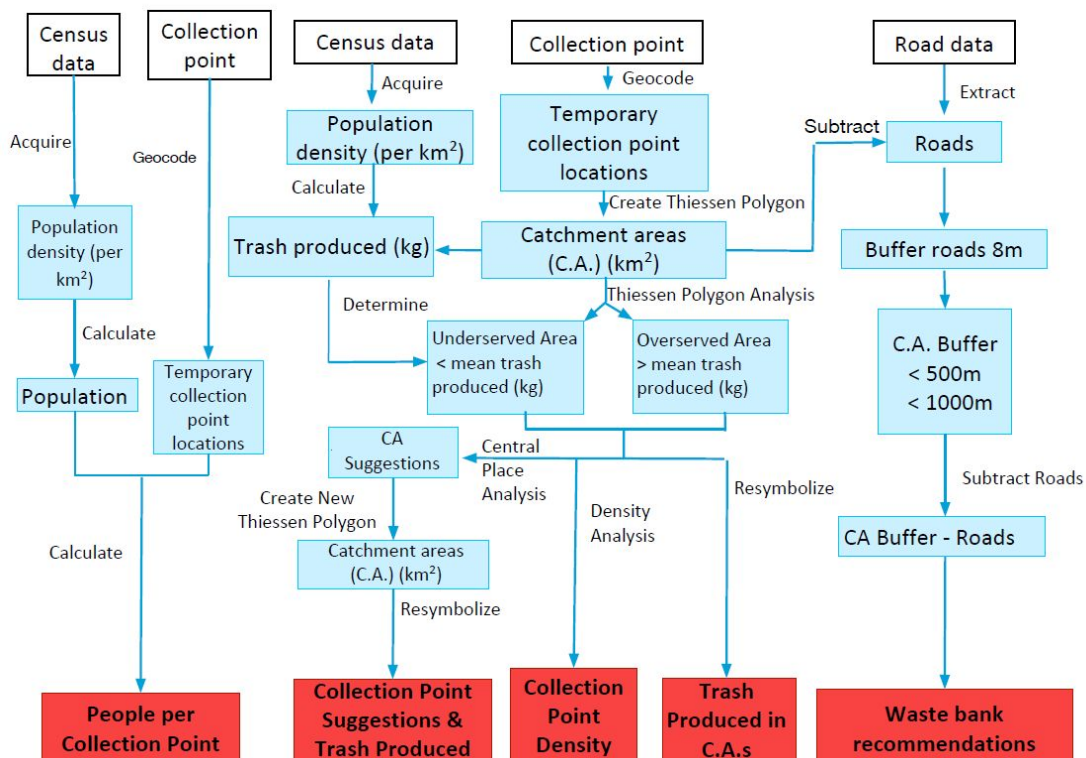 Census
data
Collection
point
Census data
Collection point
Road data
Acquire
Geocode
Extract
Population
density (per km²)
Temporary
collection point
locations
Subtract
Roads
Acquire
Geocode
Calculate
Create Thiessen Polygon
Population
density (per
km²)
Trash produced (kg)
Catchment areas
(C.A.) (km²)
Buffer roads 8m
Determine
Thiessen Polygon Analysis
Calculate
Underserved Area
< mean trash
produced (kg)
Overserved Area
> mean trash
produced (kg)
C.A. Buffer
< 500m
< 1000m
Population
Temporary
collection
point
locations
CA
Suggestions
Central
Place
Analysis
Resymbolize
Subtract Roads
Create New
Thiessen Polygon
Density
Analysis
Calculate
Catchment areas
(C.A.) (km²)
CA Buffer - Roads
Resymbolize
People per
Collection Point
Collection Point
Suggestions &
Trash Produced
Collection
Point
Density
Trash
Produced in
C.A.s
Waste bank
recommendations